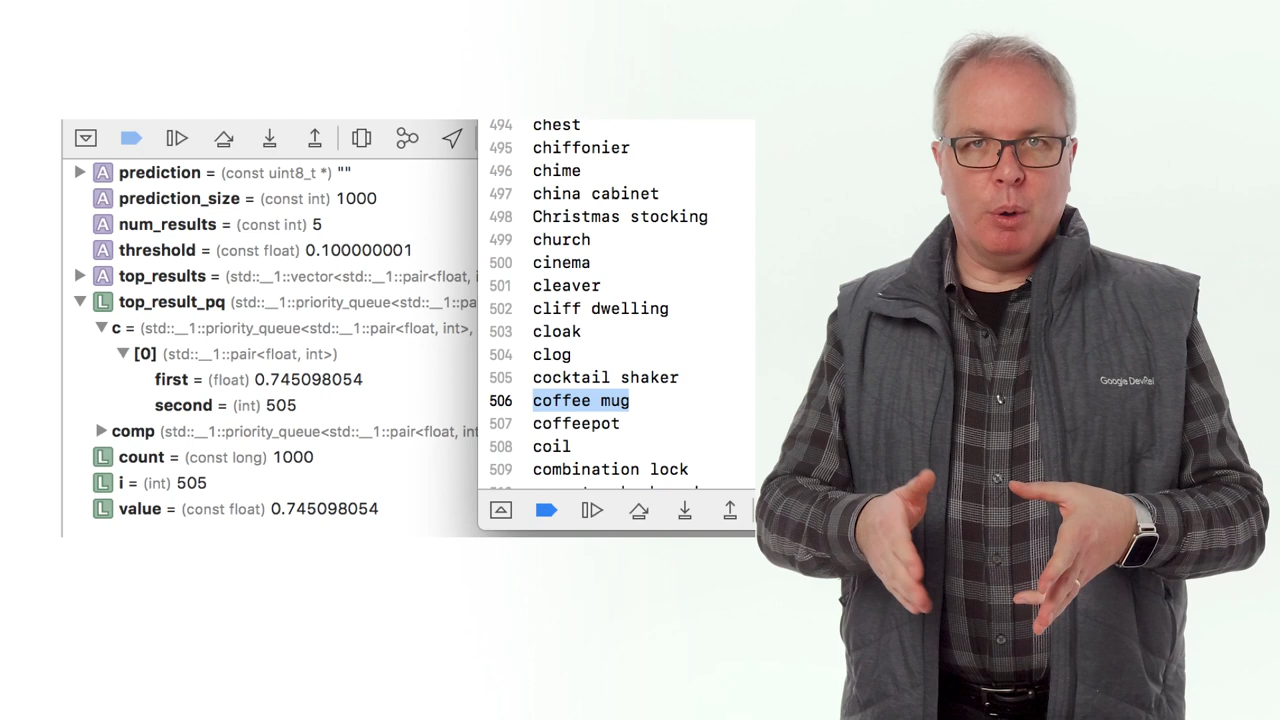 prediction = (const uint8_t *) ""
prediction_size = (const int) 1000
num_results = (const int) 5
threshold = (const float) 0.100000001
top_results = (std::__1::vector<std::__1::pair<float, i
top_result_pq (std::__1::priority_queue<std::__1::pa
c = (std::__1::priority_queue<std::__1::pair<float, int>,
[0] (std::__1::pair<float, int>)
first = (float) 0.745098054
second = (int) 505
comp (std::__1::priority_queue<std::__1::pair<float, int
count = (const long) 1000
i = (int) 505
value = (const float) 0.745098054
A
A
A
A
A
L
L
L
L
494 chest
495 chiffonier
496 chime
497 china cabinet
498 Christmas stocking
499 church
500 cinema
501 cleaver
502 cliff dwelling
503 cloak
504 clog
505 cocktail shaker
506 coffee mug
507 coffeepot
508 coil
509 combination lock
Google DevRel